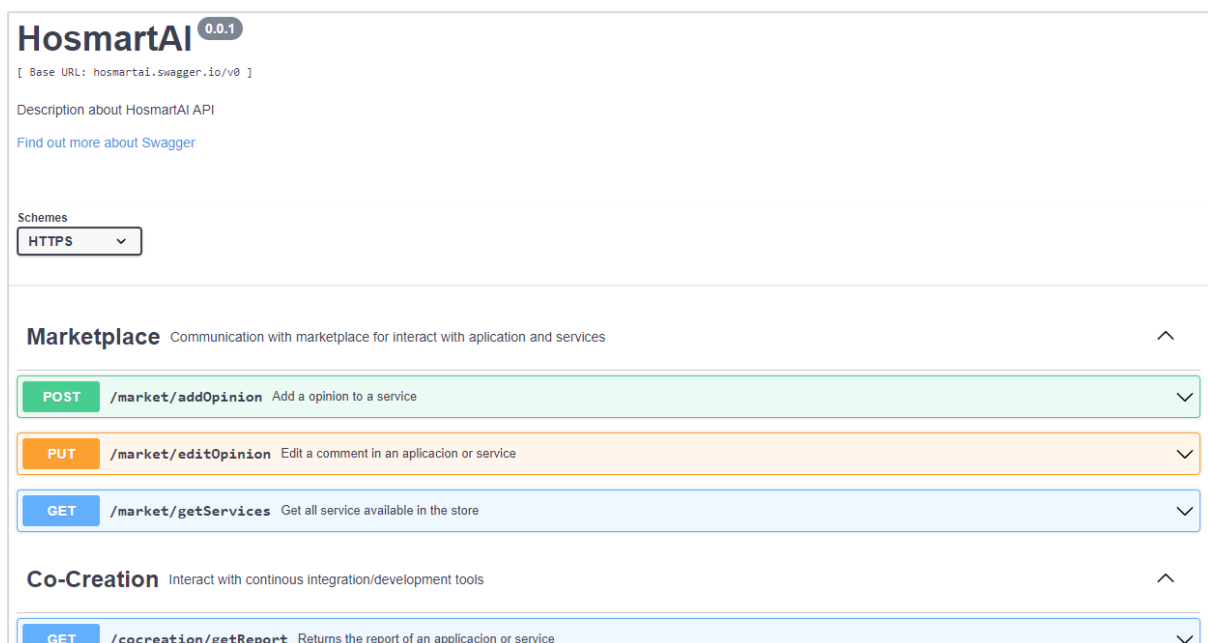 HosmartAI 0.0.1
[ Base URL: hosmartai.swagger.io/v0 ]
Description about HosmartAI API
Find out more about Swagger
Schemes
HTTPS
Marketplace Communication with marketplace for interact with aplication and services
POST /market/addOpinion Add a opinion to a service
PUT /market/editOpinion Edit a comment in an aplicacion or service
GET /market/getServices Get all service available in the store
Co-Creation Interact with continous integration/development tools
GET /cocreation/getReport Returns the report of an applicacion or service